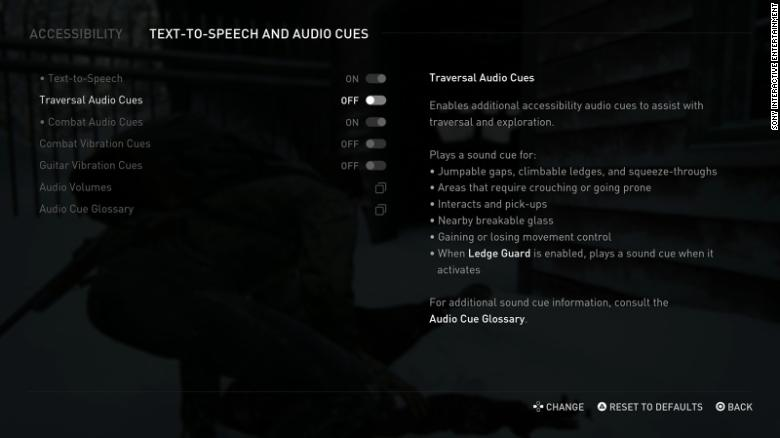 ACCESSIBILITY TEXT-TO-SPEECH AND AUDIO CUES
• Text-to-Speech ON
Traversal Audio Cues OFF
• Combat Audio Cues ON
Combat Vibration Cues OFF
Guitar Vibration Cues OFF
Audio Volumes
Audio Cue Glossary
Traversal Audio Cues
Enables additional accessibility audio cues to assist with
traversal and exploration.
Plays a sound cue for:
• Jumpable gaps, climbable ledges, and squeeze-throughs
• Areas that require crouching or going prone
• Interacts and pick-ups
• Nearby breakable glass
• Gaining or losing movement control
• When Ledge Guard is enabled, plays a sound cue when it
activates
For additional sound cue information, consult the
Audio Cue Glossary.
CHANGE RESET TO DEFAULTS BACK
SONY INTERACTIVE ENTERTAINMENT